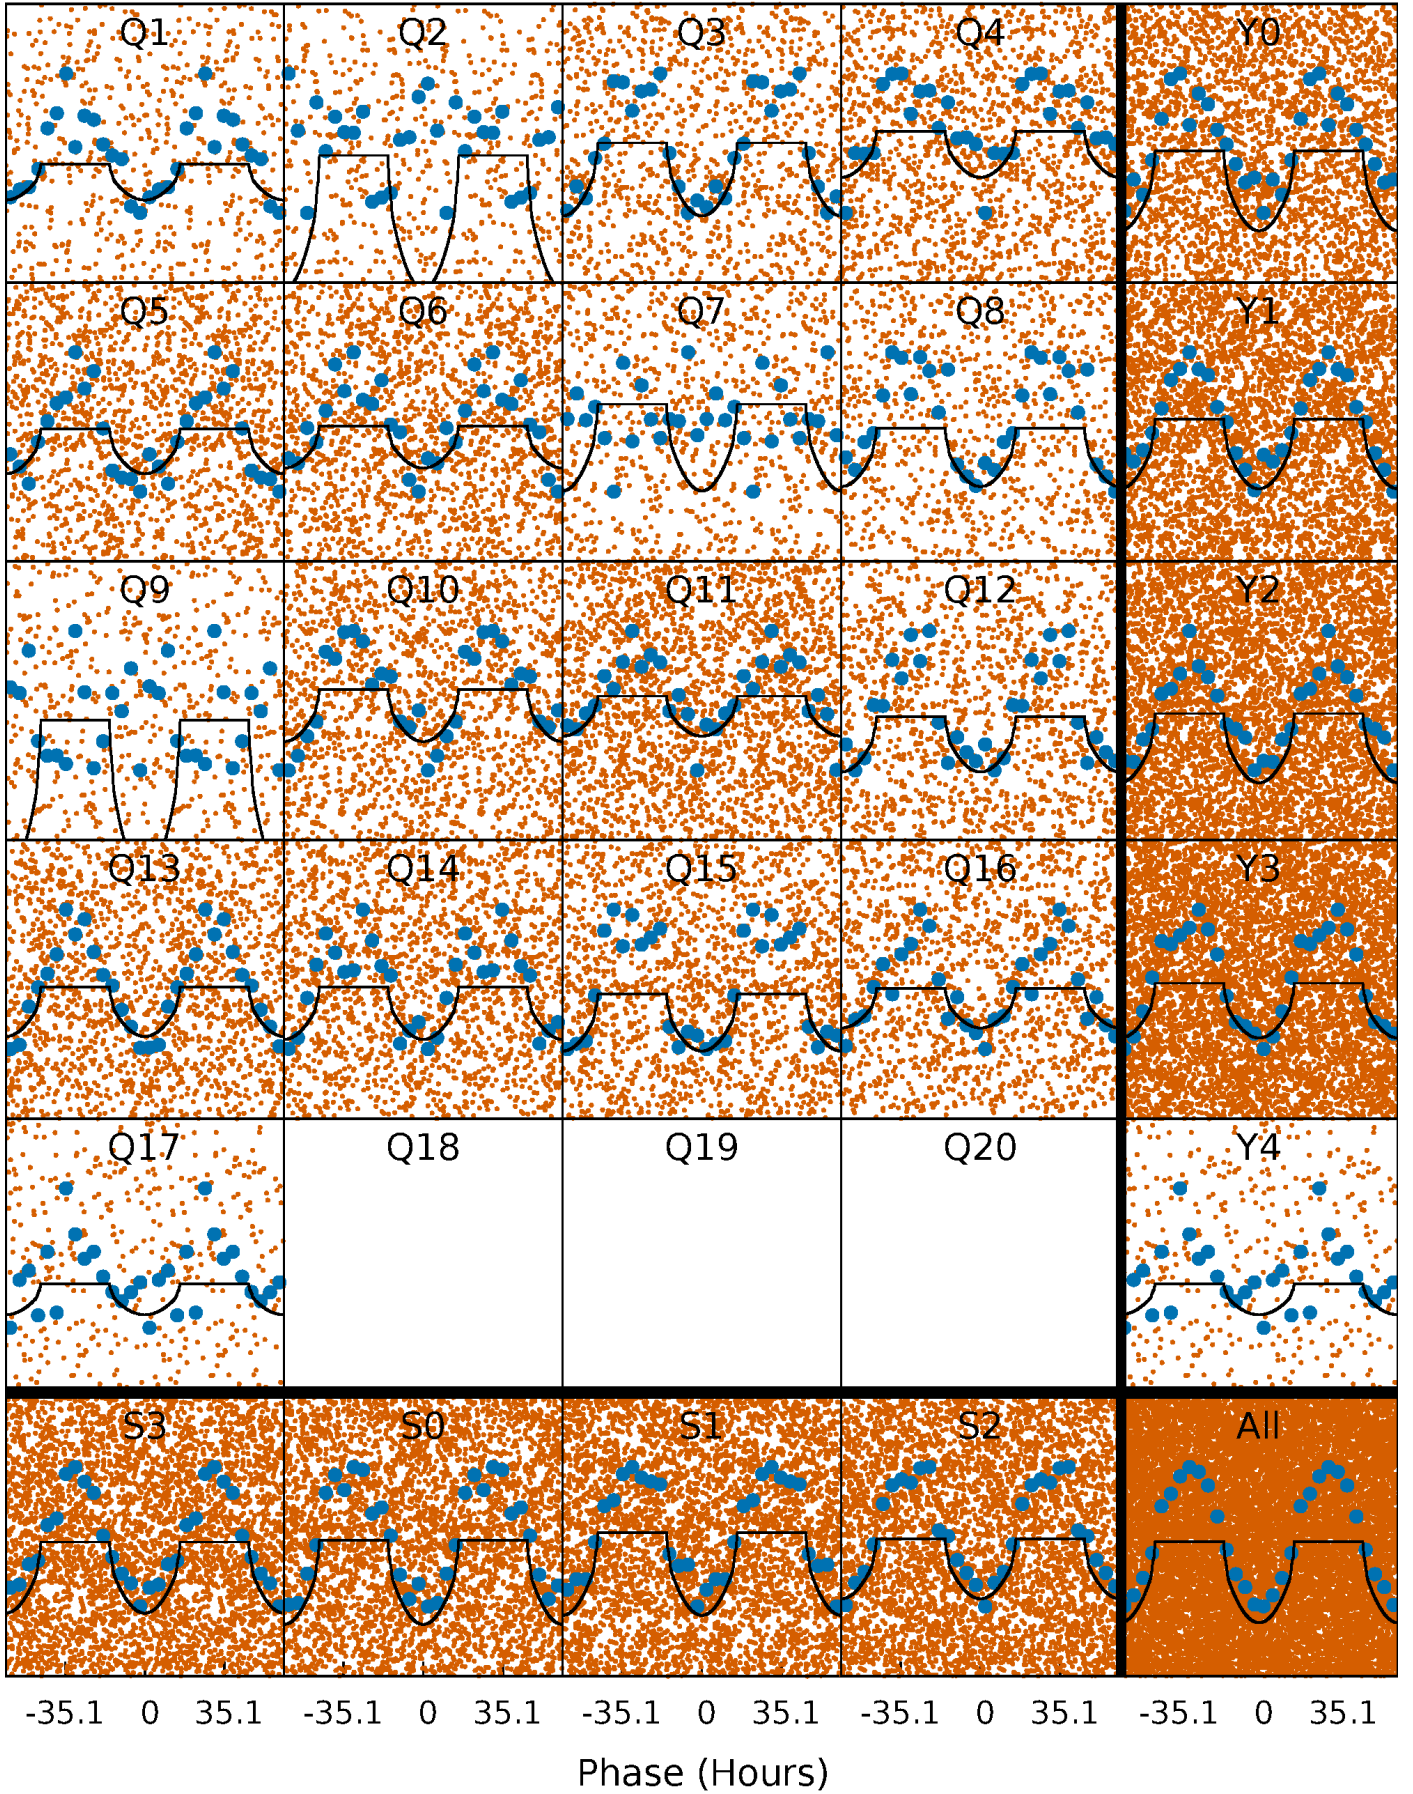 Q1 Q2 Q3 Q4 Y0
Q5 Q6 Q7 Q8 Y1
Q9 Q10 Q11 Q12 Y2
Q13 Q14 Q15 Q16 Y3
Q17 Q18 Q19 Q20 Y4
S3 S0 S1 S2 All
-35.1 0 35.1 -35.1 0 35.1 -35.1 0 35.1 -35.1 0 35.1 -35.1 0 35.1
Phase (Hours)